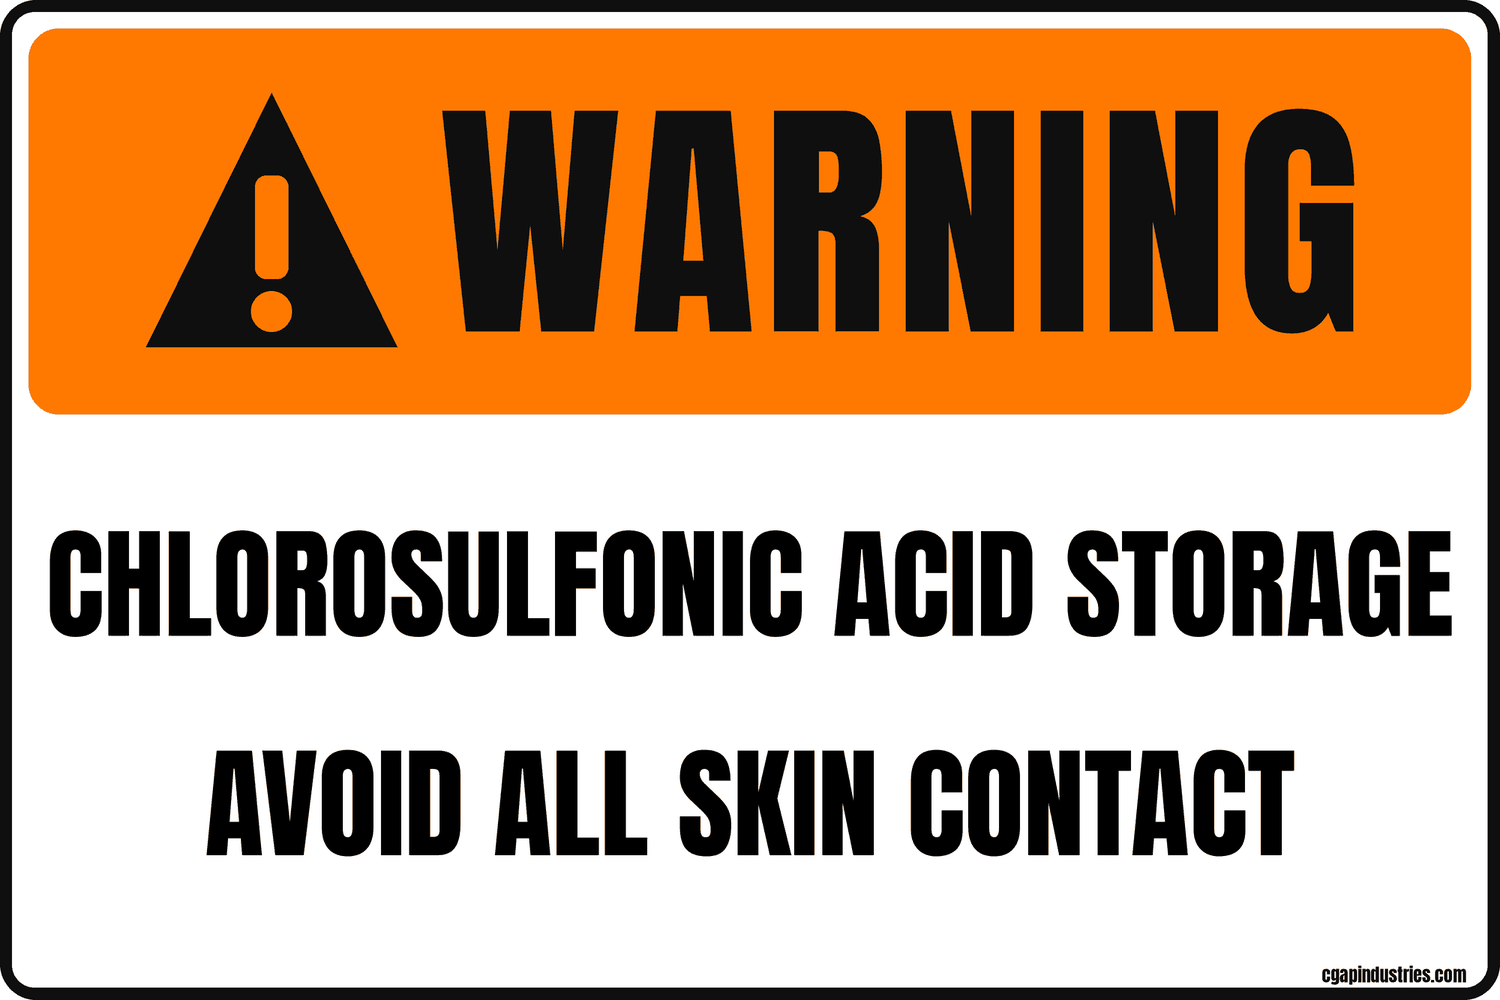 WARNING
CHLOROSULFONIC ACID STORAGE
AVOID ALL SKIN CONTACT
cgapindustries.com